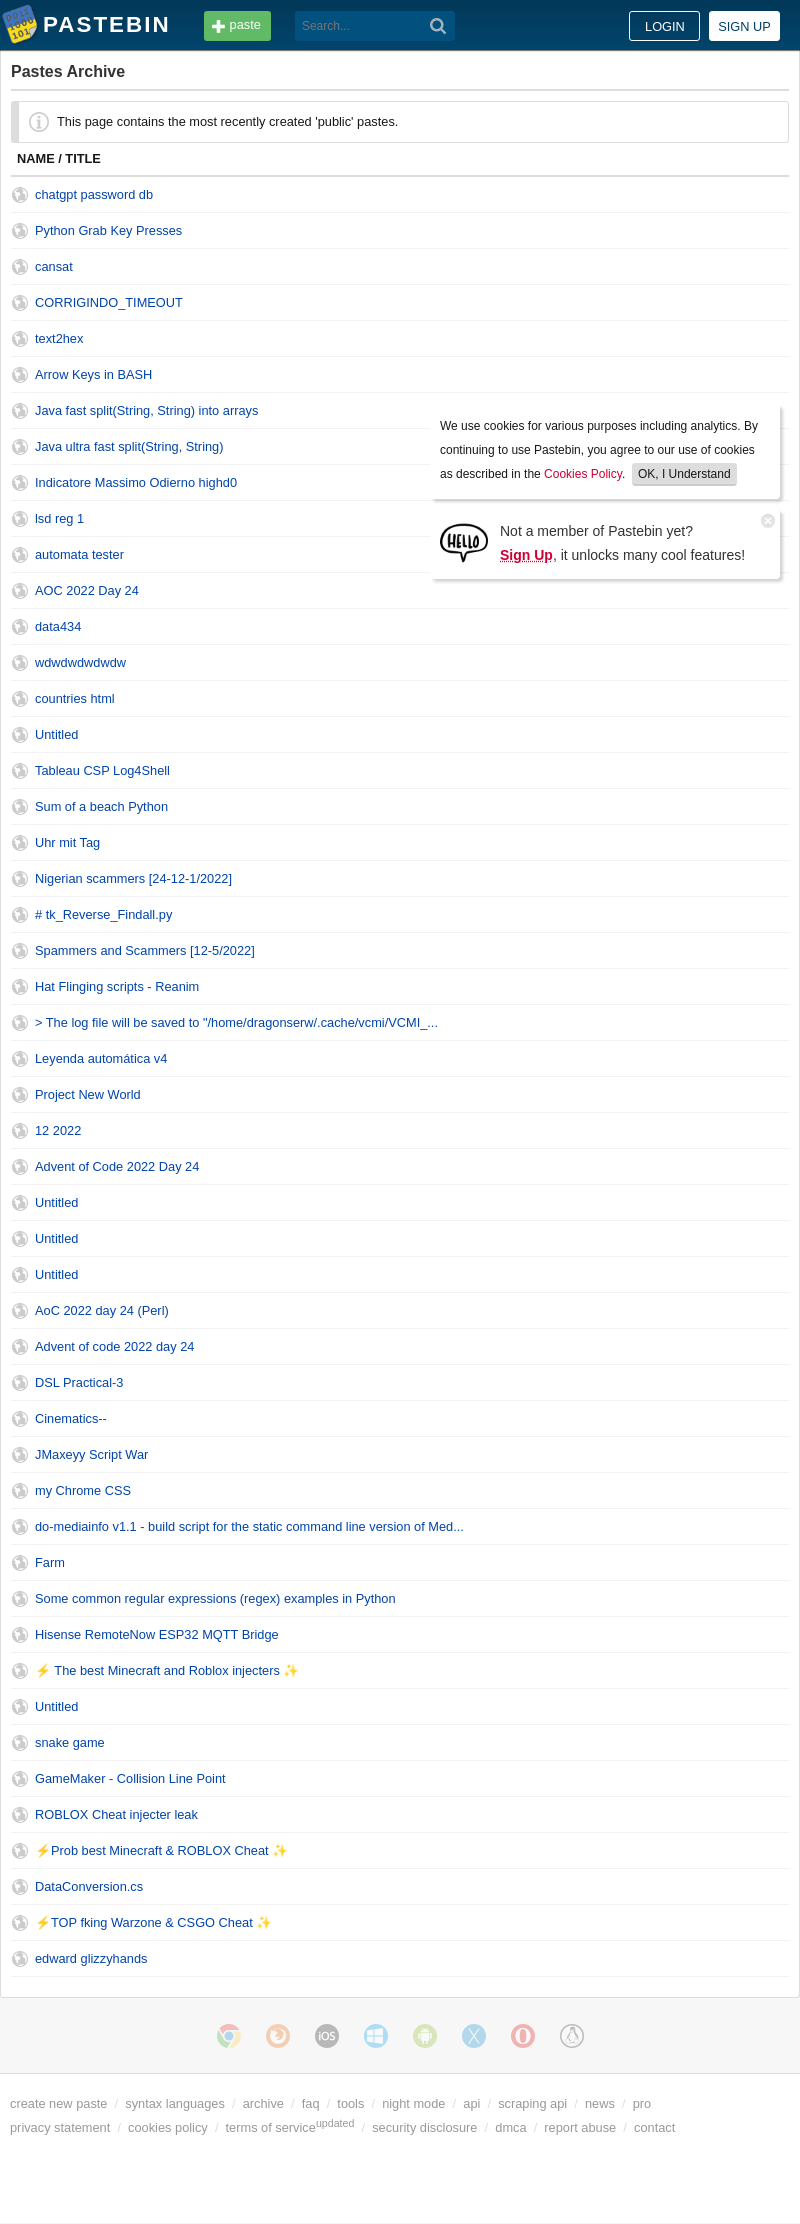 PASTEBIN paste Search... LOGIN SIGN UP
Pastes Archive
This page contains the most recently created 'public' pastes.
NAME / TITLE
chatgpt password db
Python Grab Key Presses
cansat
CORRIGINDO_TIMEOUT
text2hex
Arrow Keys in BASH
Java fast split(String, String) into arrays
Java ultra fast split(String, String)
Indicatore Massimo Odierno highd0
lsd reg 1
automata tester
We use cookies for various purposes including analytics. By
continuing to use Pastebin, you agree to our use of cookies
as described in the Cookies Policy. OK, I Understand
HELLO
Not a member of Pastebin yet?
Sign Up, it unlocks many cool features!
AOC 2022 Day 24
data434
wdwdwdwdwdw
countries html
Untitled
Tableau CSP Log4Shell
Sum of a beach Python
Uhr mit Tag
Nigerian scammers [24-12-1/2022]
# tk_Reverse_Findall.py
Spammers and Scammers [12-5/2022]
Hat Flinging scripts - Reanim
> The log file will be saved to "/home/dragonserw/.cache/vcmi/VCMI_...
Leyenda automática v4
Project New World
12 2022
Advent of Code 2022 Day 24
Untitled
Untitled
Untitled
AoC 2022 day 24 (Perl)
Advent of code 2022 day 24
DSL Practical-3
Cinematics--
JMaxeyy Script War
my Chrome CSS
do-mediainfo v1.1 - build script for the static command line version of Med...
Farm
Some common regular expressions (regex) examples in Python
Hisense RemoteNow ESP32 MQTT Bridge
⚡ The best Minecraft and Roblox injecters ✨
Untitled
snake game
GameMaker - Collision Line Point
ROBLOX Cheat injecter leak
⚡Prob best Minecraft & ROBLOX Cheat ✨
DataConversion.cs
⚡TOP fking Warzone & CSGO Cheat ✨
edward glizzyhands
iOS
create new paste / syntax languages / archive / faq / tools / night mode / api / scraping api / news / pro
privacy statement / cookies policy / terms of serviceupdated / security disclosure / dmca / report abuse / contact